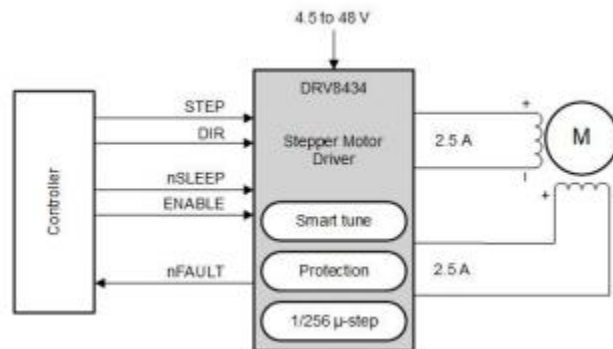 4.5 to 48 V
DRV8434
Stepper Motor
Driver
Controller
STEP
DIR
nSLEEP
ENABLE
nFAULT
Smart tune
Protection
1/256 µ-step
+
2.5 A
-
M
+
2.5 A